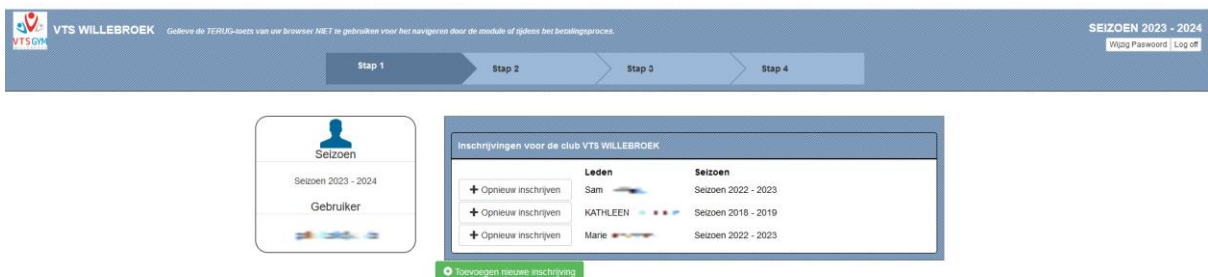 VTS GYM
VTS WILLEBROEK Gelieve de TERUG-toets van uw browser NIET te gebruiken voor het navigeren door de module of tijdens het betalingsproces.
SEIZOEN 2023 - 2024
Wijzig Paswoord Log off
Stap 1 Stap 2 Stap 3 Stap 4
Seizoen
Seizoen 2023 - 2024
Gebruiker
Inschrijvingen voor de club VTS WILLEBROEK
Leden Seizoen
Opnieuw inschrijven Sam Seizoen 2022 - 2023
Opnieuw inschrijven KATHLEEN Seizoen 2018 - 2019
Opnieuw inschrijven Marie Seizoen 2022 - 2023
Toevoegen nieuwe inschrijving